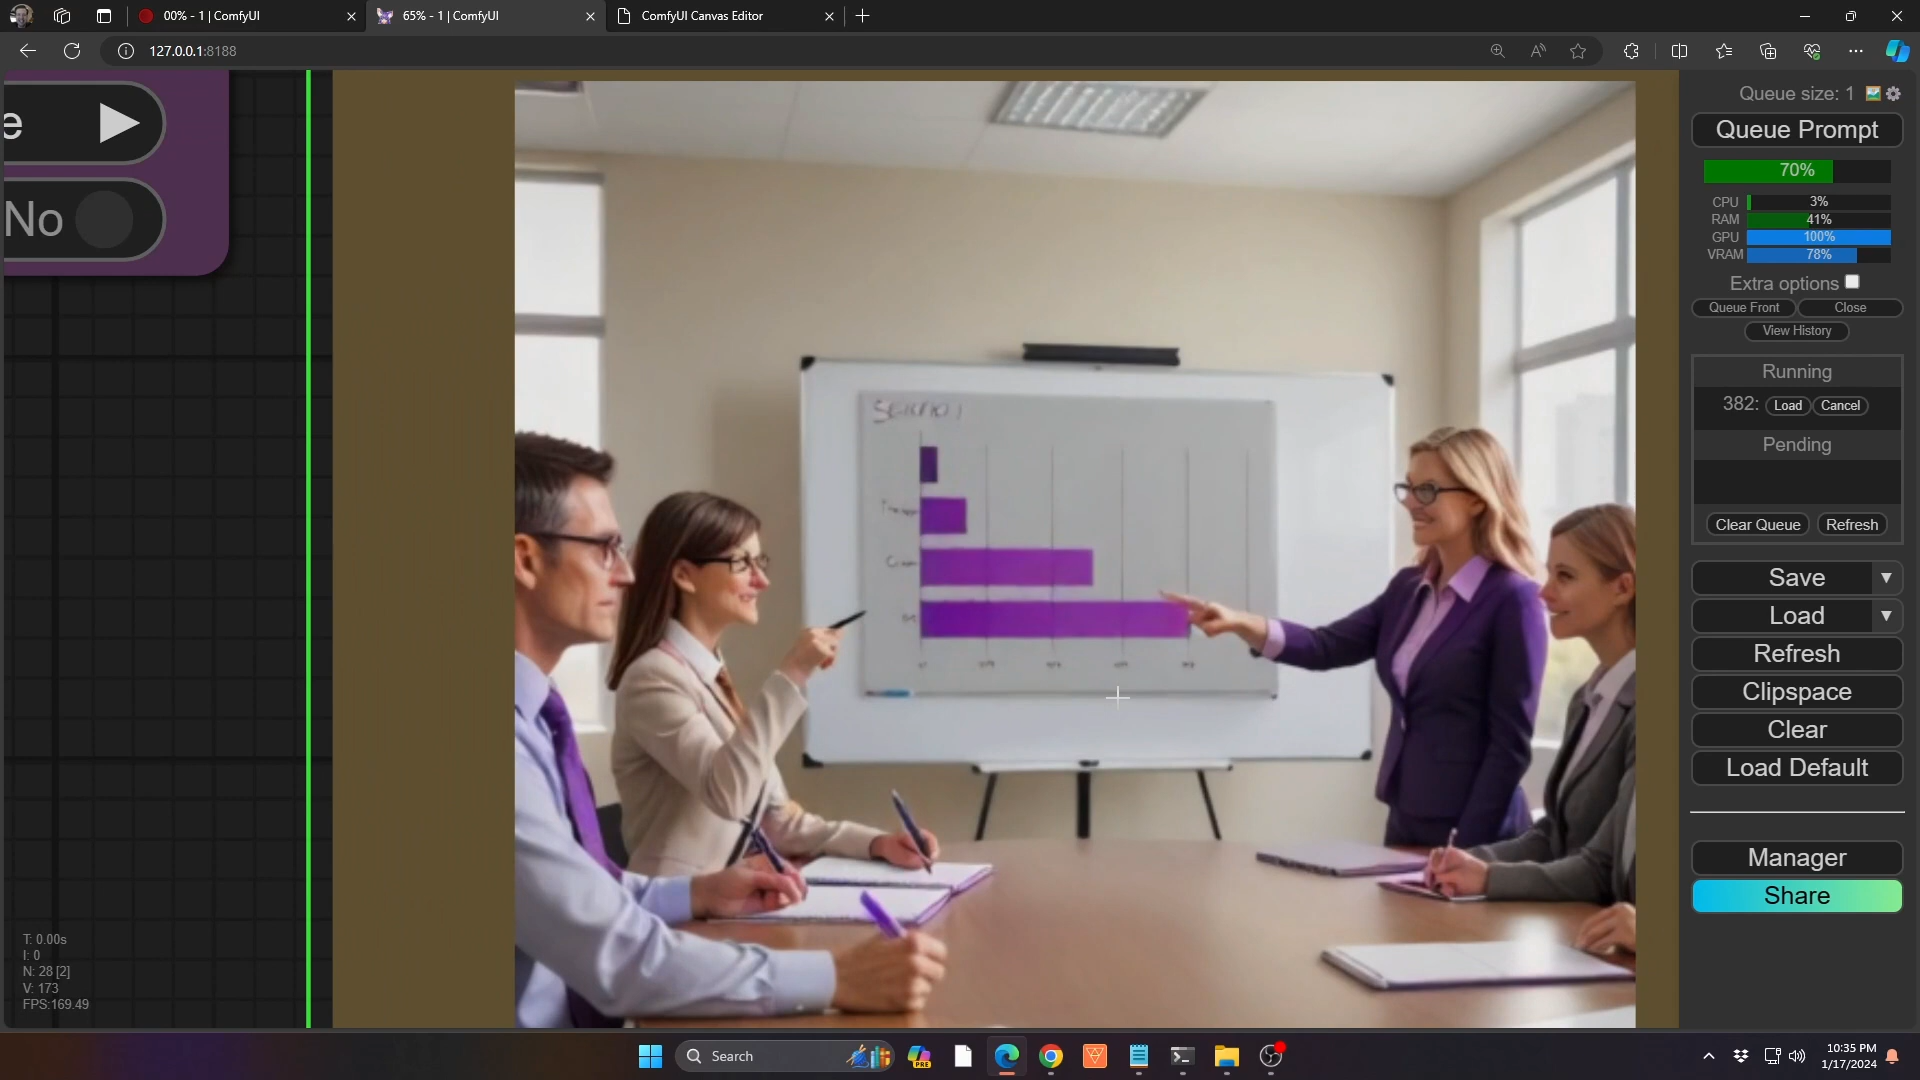 00% - 1 | ComfyUI
65% - 1 | ComfyUI
ComfyUI Canvas Editor
127.0.0.1:8188
e
No
Queue size: 1
Queue Prompt
70%
CPU 3%
RAM 41%
GPU 100%
VRAM 78%
Extra options
Queue Front Close
View History
Running
382: Load Cancel
Pending
Clear Queue Refresh
Save
Load
Refresh
Clipspace
Clear
Load Default
Manager
Share
T: 0.00s
I: 0
N: 28 [2]
V: 173
FPS:169.49
Search
PRE
10:35 PM
1/17/2024